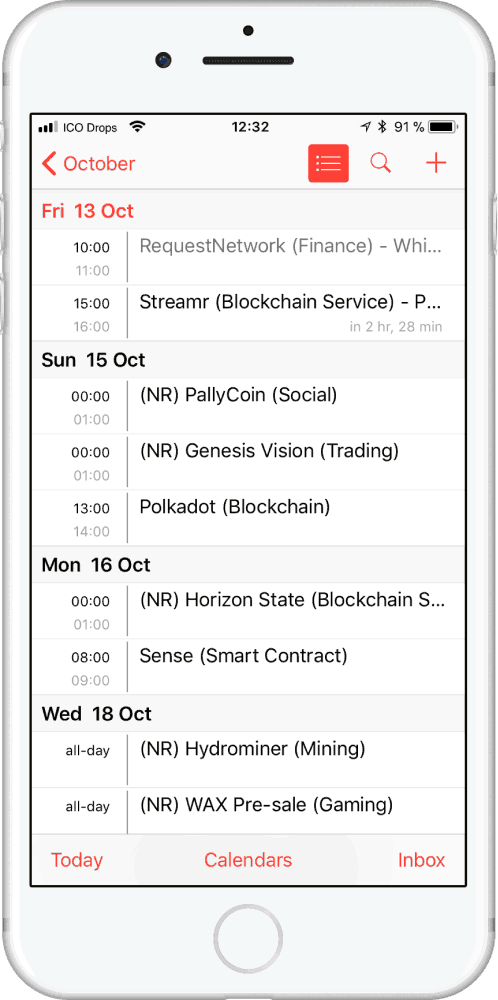 ICO Drops 12:32 91 %
October
Fri 13 Oct
10:00 RequestNetwork (Finance) - Whi...
11:00
15:00 Streamr (Blockchain Service) - P...
16:00 in 2 hr, 28 min
Sun 15 Oct
00:00 (NR) PallyCoin (Social)
01:00
00:00 (NR) Genesis Vision (Trading)
01:00
13:00 Polkadot (Blockchain)
14:00
Mon 16 Oct
00:00 (NR) Horizon State (Blockchain S...
01:00
08:00 Sense (Smart Contract)
09:00
Wed 18 Oct
all-day (NR) Hydrominer (Mining)
all-day (NR) WAX Pre-sale (Gaming)
Today Calendars Inbox